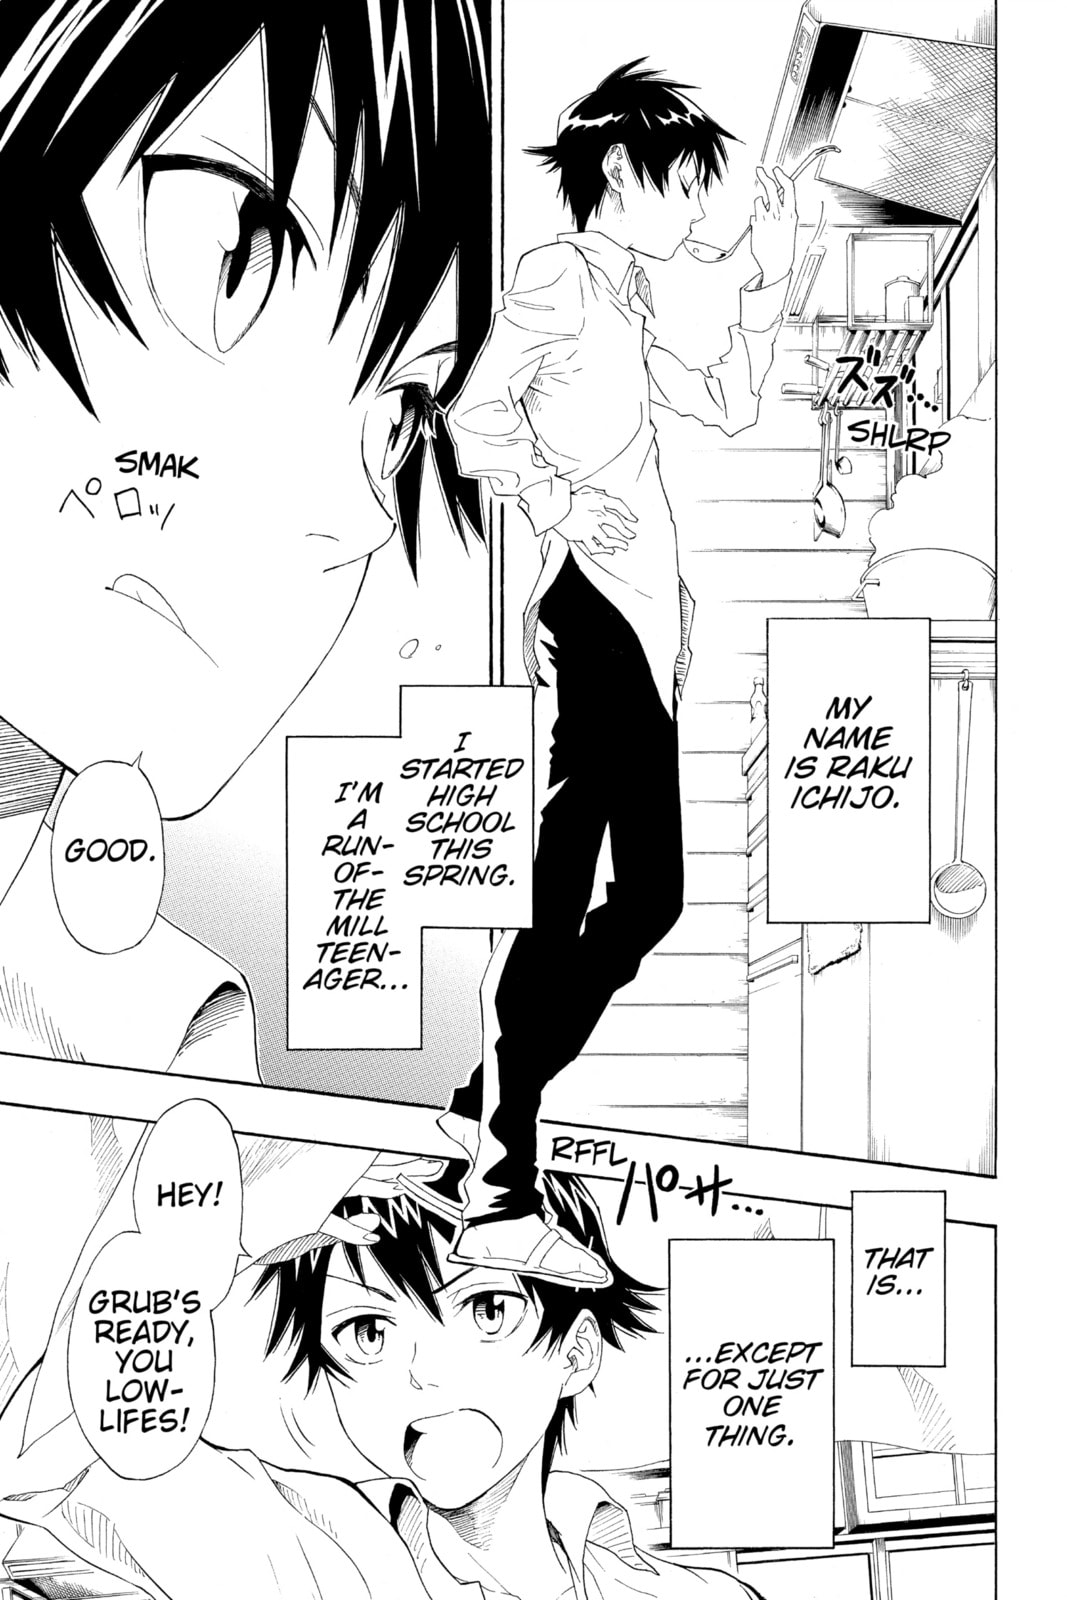 ズズ....
SHLRP
MY
NAME
IS RAKU
ICHIJO.
I
STARTED
HIGH
SCHOOL
THIS
SPRING.
I'M
A
RUN-
OF-
THE
MILL
TEEN-
AGER...
SMAK
ペロッ
GOOD.
THAT
IS...
...EXCEPT
FOR JUST
ONE
THING.
RFFL
パサ...
HEY!
GRUB'S
READY,
YOU
LOW-
LIFES!